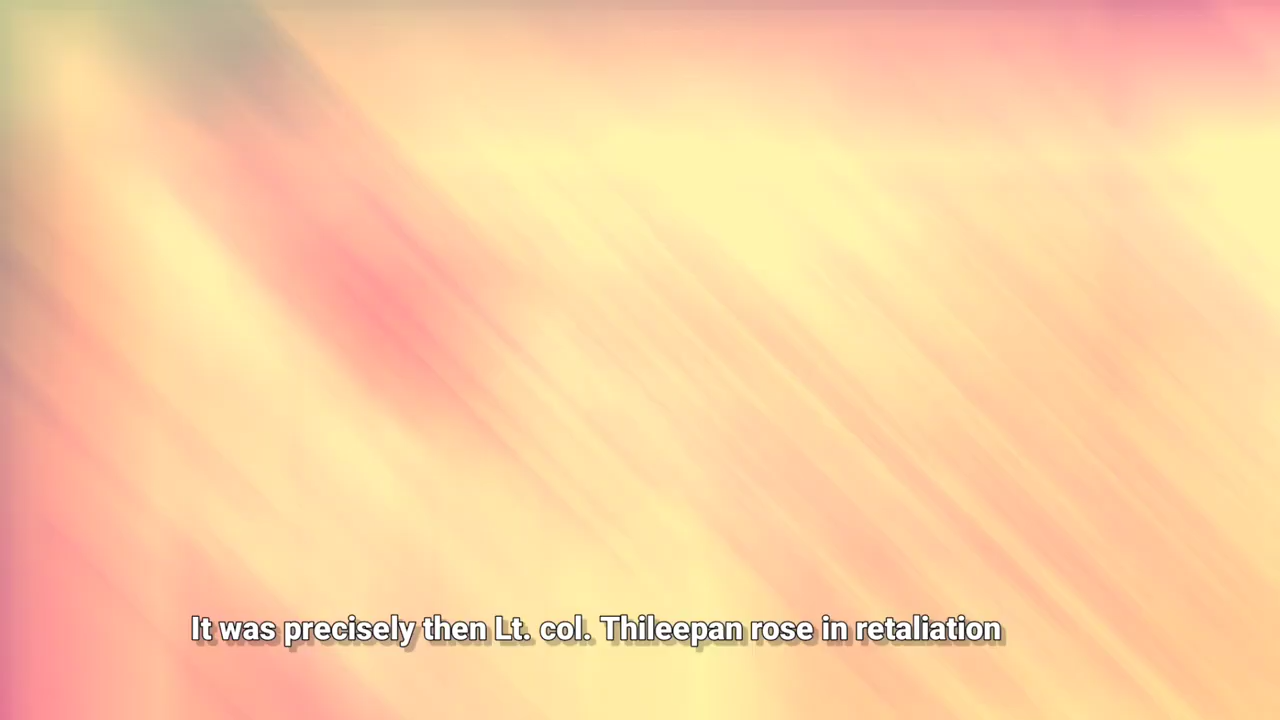 It was precisely then Lt. col. Thileepan rose in retaliation